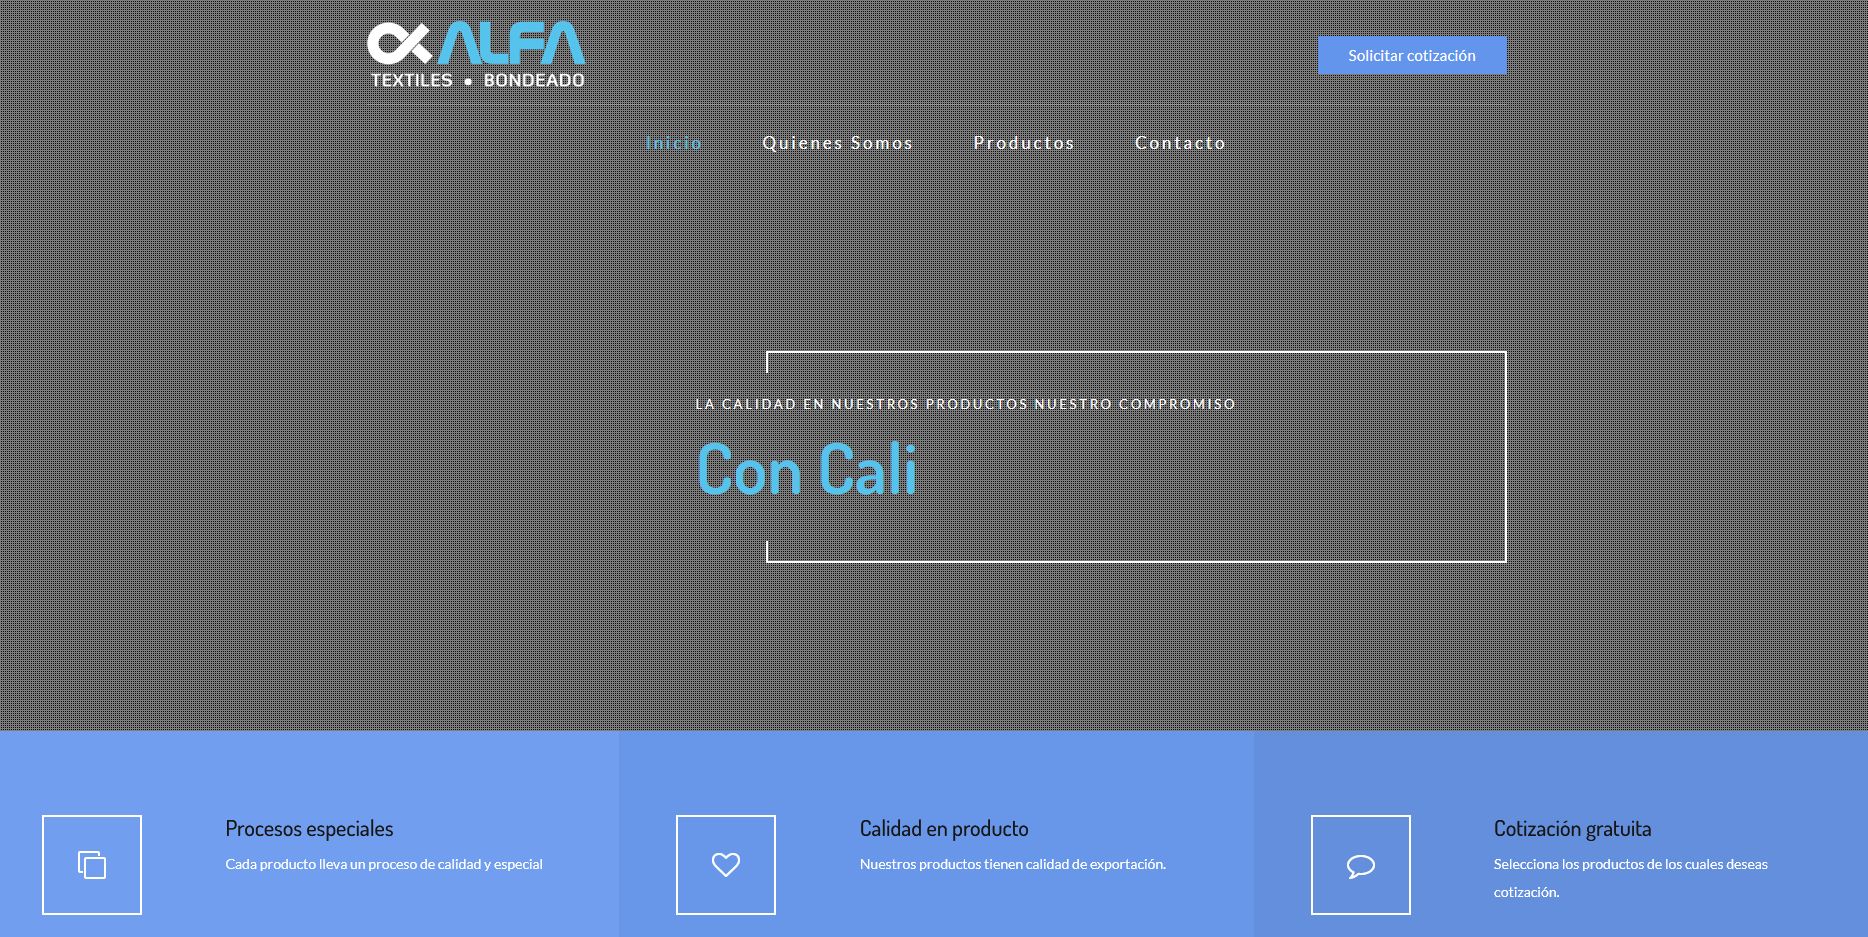 ALFA
TEXTILES • BONDEADO
Solicitar cotización
Inicio
Quienes Somos
Productos
Contacto
LA CALIDAD EN NUESTROS PRODUCTOS NUESTRO COMPROMISO
Con Cali
Procesos especiales
Cada producto lleva un proceso de calidad y especial
Calidad en producto
Nuestros productos tienen calidad de exportación.
Cotización gratuita
Selecciona los productos de los cuales deseas
cotización.